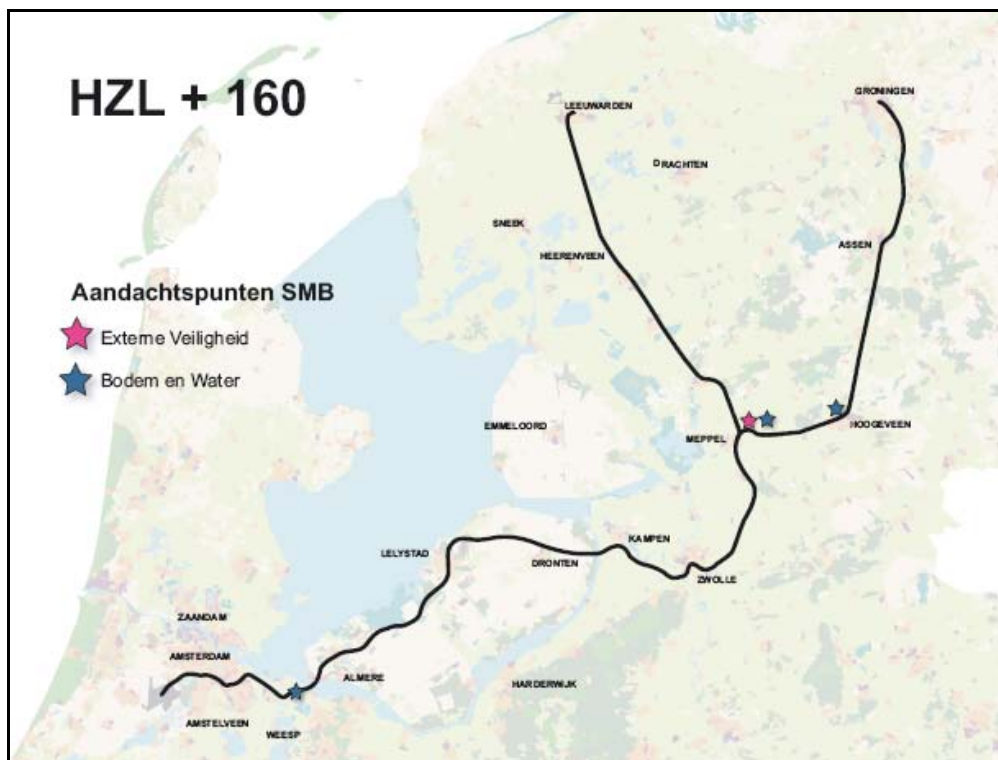 HZL + 160
LEEUWARDEN
GRONINGEN
DRACHTEN
SNEEK
ASSEN
HEERENVEEN
Aandachtspunten SMB
Externe Veiligheid
Bodem en Water
EMMELOORD
MEPPEL
HOOGEVEEN
KAMPEN
LELYSTAD
DRONTEN
ZWOLLE
ZAANDAM
AMSTERDAM
ALMERE
HARDERWIJK
AMSTELVEEN
WEESP